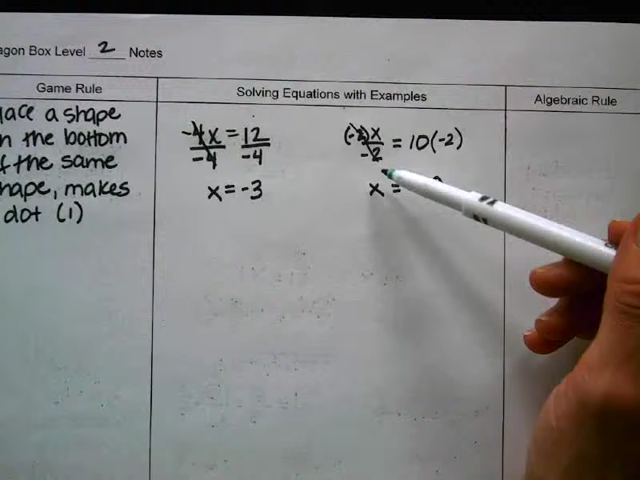 agon Box Level 2 Notes
Game Rule
Solving Equations with Examples
Algebraic Rule
lace a shape
n the bottom
f the same
hape, makes
dot (1)
-4x = 12
-4 -4
x = -3
(-2)x = 10(-2)
-2
x =